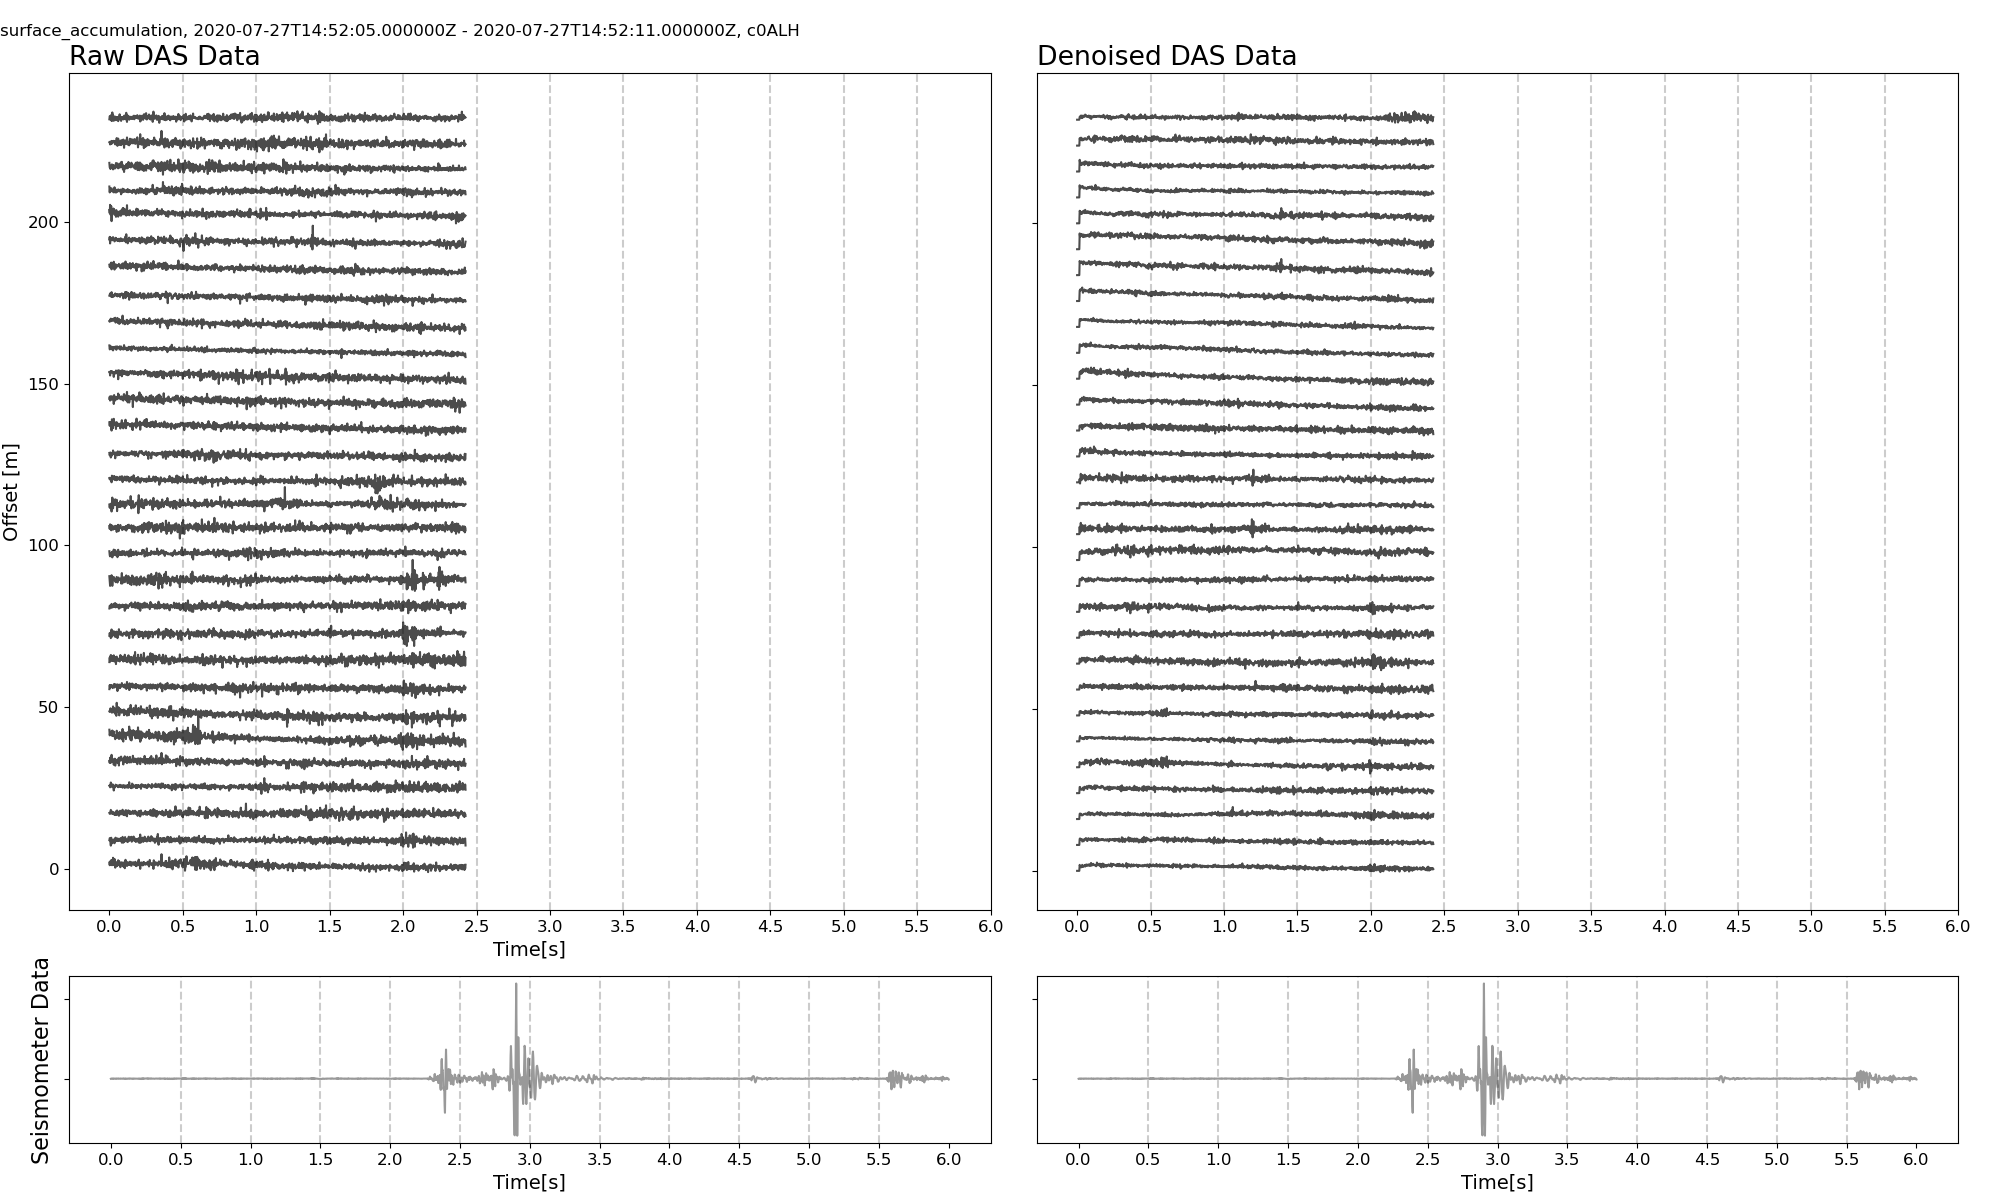 surface_accumulation, 2020-07-27T14:52:05.000000Z - 2020-07-27T14:52:11.000000Z, c0ALH
Raw DAS Data
Denoised DAS Data
Offset [m]
200
150
100
50
0
0.0 0.5 1.0 1.5 2.0 2.5 3.0 3.5 4.0 4.5 5.0 5.5 6.0
Time[s]
0.0 0.5 1.0 1.5 2.0 2.5 3.0 3.5 4.0 4.5 5.0 5.5 6.0
Seismometer Data
0.0 0.5 1.0 1.5 2.0 2.5 3.0 3.5 4.0 4.5 5.0 5.5 6.0
Time[s]
0.0 0.5 1.0 1.5 2.0 2.5 3.0 3.5 4.0 4.5 5.0 5.5 6.0
Time[s]